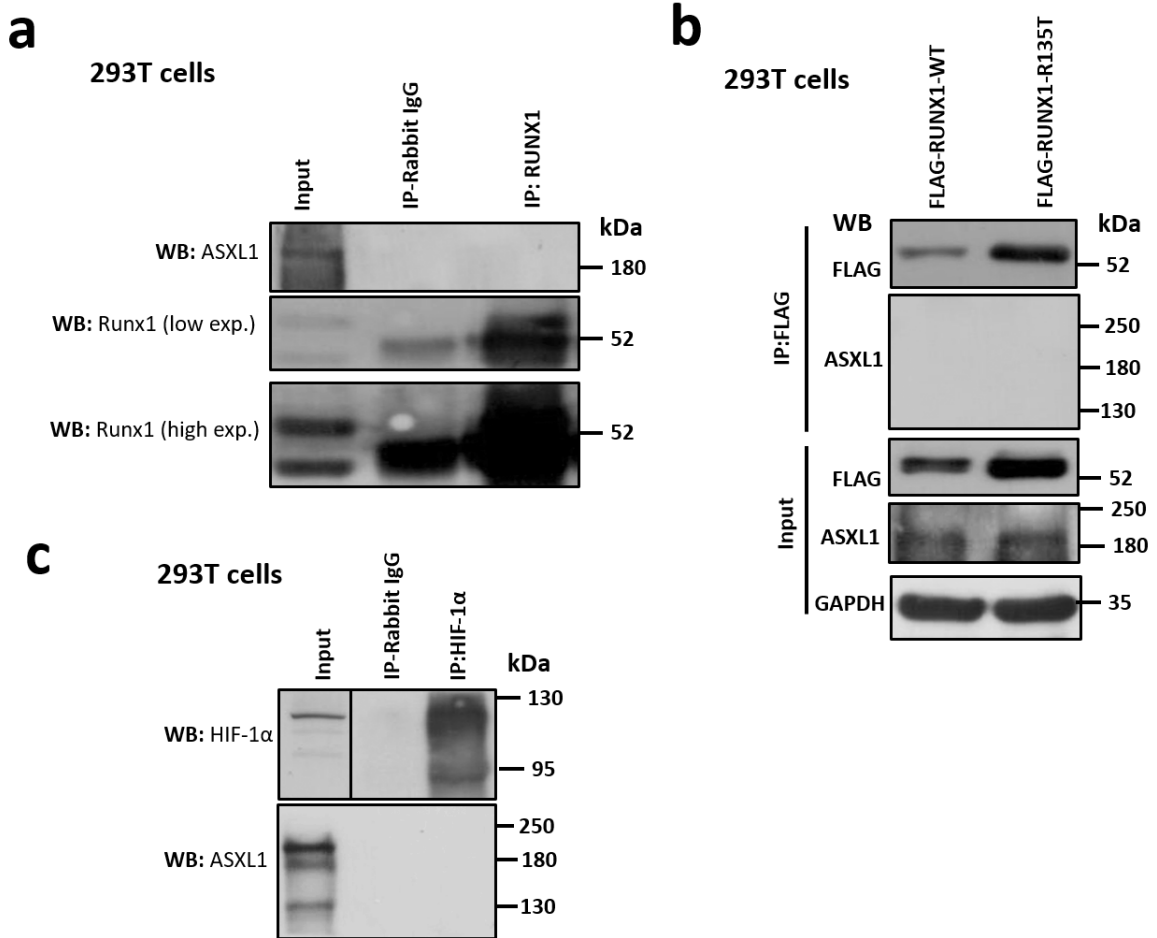 a
293T cells
Input
IP-Rabbit IgG
IP: RUNX1
kDa
WB: ASXL1
180
WB: Runx1 (low exp.)
52
WB: Runx1 (high exp.)
52
b
293T cells
FLAG-RUNX1-WT
FLAG-RUNX1-R135T
WB
kDa
IP:FLAG
FLAG
52
ASXL1
250
180
130
Input
FLAG
52
ASXL1
250
180
GAPDH
35
c
293T cells
Input
IP-Rabbit IgG
IP:HIF-1α
kDa
WB: HIF-1α
130
95
WB: ASXL1
250
180
130